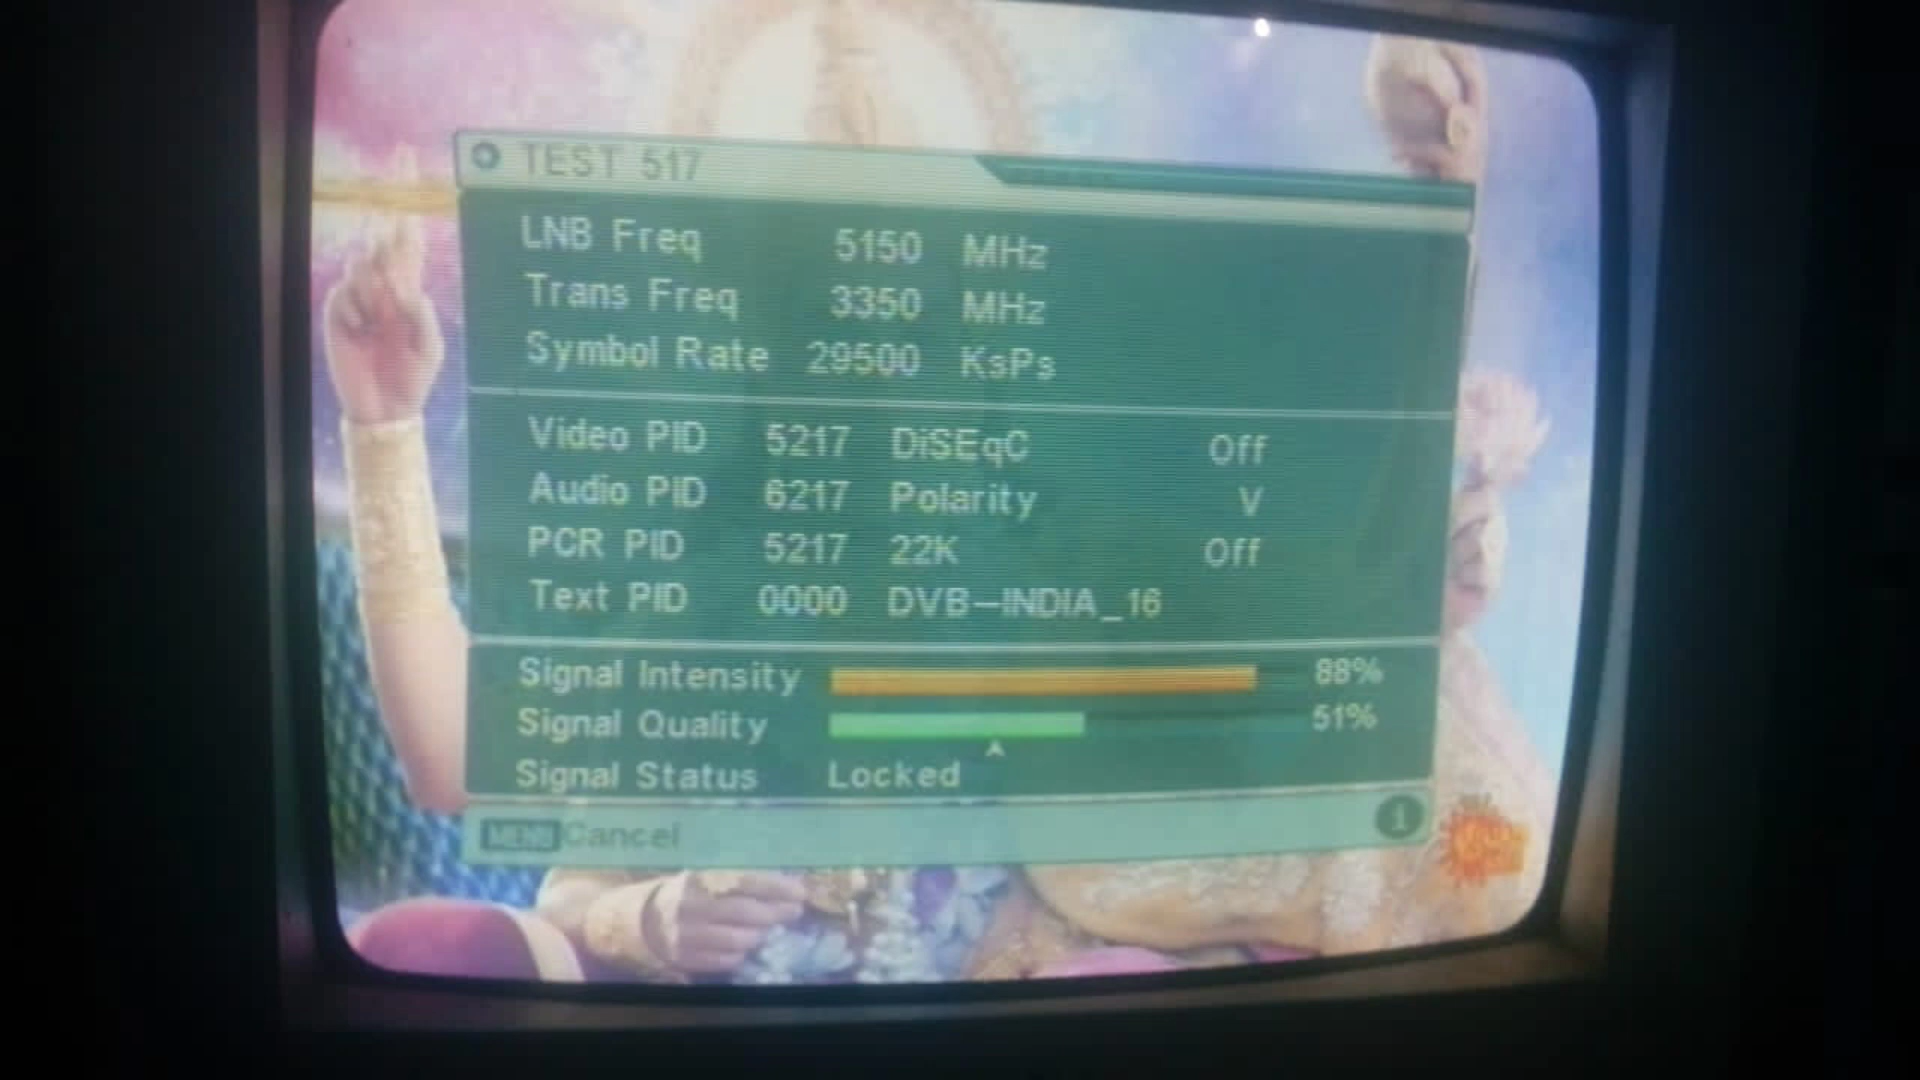 TEST 517
LNB Freq 5150 MHz
Trans Freq 3350 MHz
Symbol Rate 29500 KsPs
Video PID 5217 DiSEqC Off
Audio PID 6217 Polarity V
PCR PID 5217 22K Off
Text PID 0000 DVB-INDIA_16
Signal Intensity 88%
Signal Quality 51%
Signal Status Locked
MENU Cancel